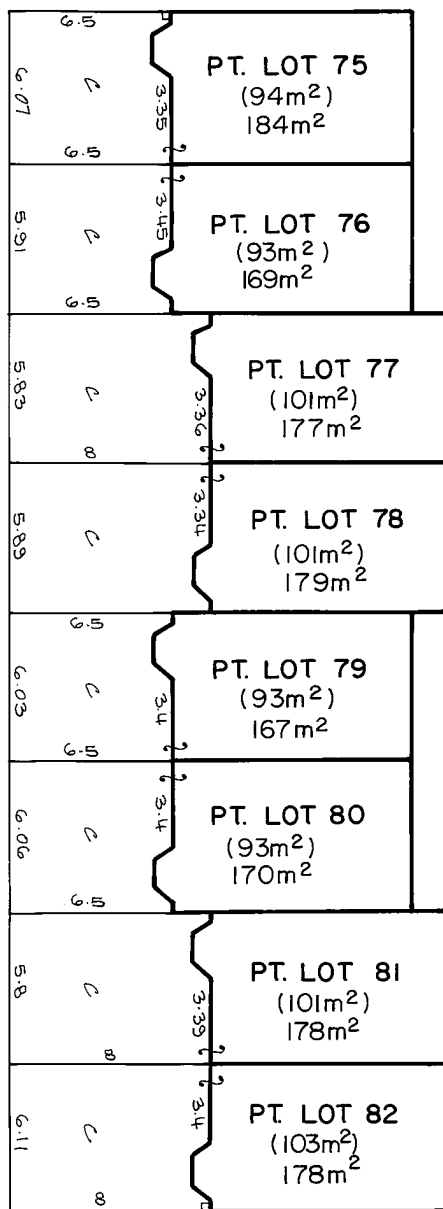 6.5
PT. LOT 75
(94m²)
184m²
6.07
C
3.35
6.5
PT. LOT 76
(93m²)
169m²
5.91
C
3.45
6.5
PT. LOT 77
(101m²)
177m²
5.83
C
3.36
8
PT. LOT 78
(101m²)
179m²
5.89
C
3.34
6.5
PT. LOT 79
(93m²)
167m²
6.03
C
3.4
6.5
PT. LOT 80
(93m²)
170m²
6.06
C
3.4
6.5
PT. LOT 81
(101m²)
178m²
5.8
C
3.39
8
PT. LOT 82
(103m²)
178m²
6.11
C
3.4
8